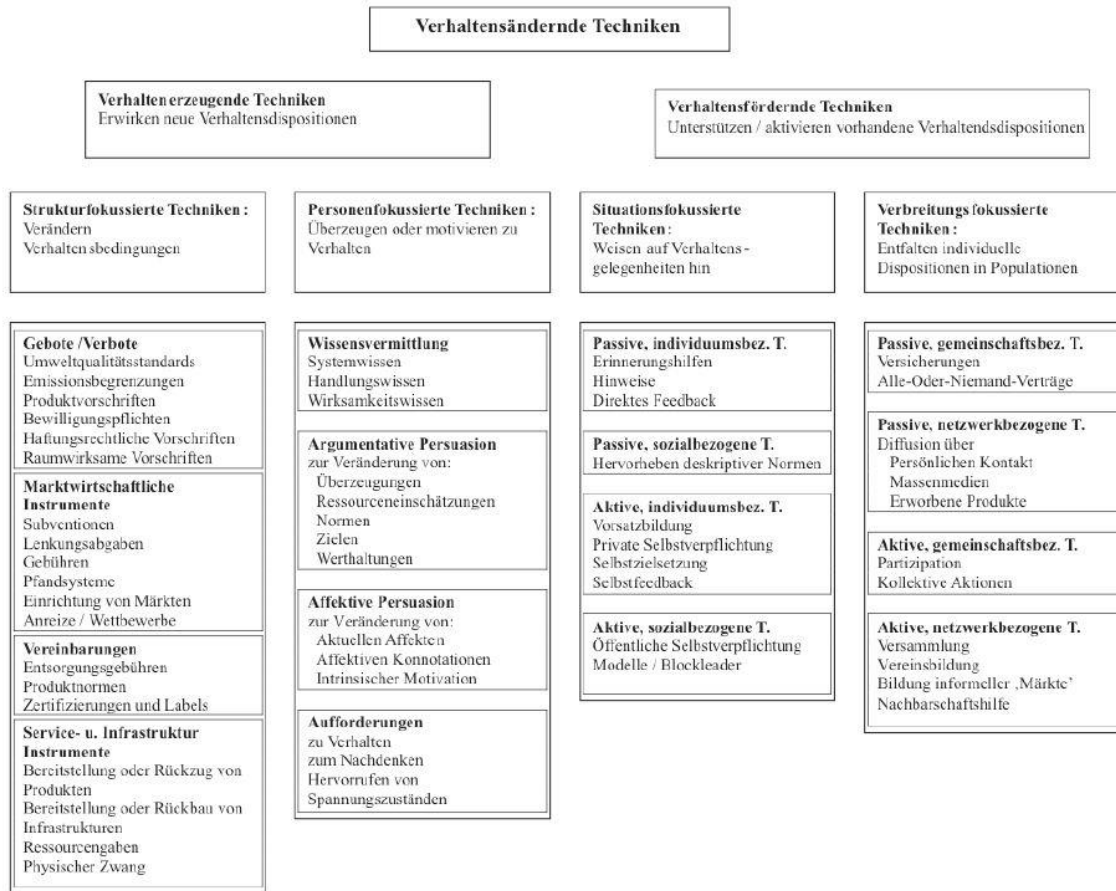 Verhaltensändernde Techniken
Verhaltenerzeugende Techniken
Erwirken neue Verhaltensdispositionen
Verhaltensfördernde Techniken
Unterstützen / aktivieren vorhandene Verhaltendsdispositionen
Strukturfokussierte Techniken :
Verändern
Verhaltensbedingungen
Personenfokussierte Techniken :
Überzeugen oder motivieren zu
Verhalten
Situationsfokussierte
Techniken :
Weisen auf Verhaltens-
gelegenheiten hin
Verbreitungsfokussierte
Techniken :
Entfalten individuelle
Dispositionen in Populationen
Gebote /Verbote
Umweltqualitätsstandards
Emissionsbegrenzungen
Produktvorschriften
Bewilligungspflichten
Haftungsrechtliche Vorschriften
Raumwirksame Vorschriften
Marktwirtschaftliche
Instrumente
Subventionen
Lenkungsabgaben
Gebühren
Pfandsysteme
Einrichtung von Märkten
Anreize / Wettbewerbe
Vereinbarungen
Entsorgungsgebühren
Produktnormen
Zertifizierungen und Labels
Service- u. Infrastruktur
Instrumente
Bereitstellung oder Rückzug von
Produkten
Bereitstellung oder Rückbau von
Infrastrukturen
Ressourcengaben
Physischer Zwang
Wissensvermittlung
Systemwissen
Handlungswissen
Wirksamkeitswissen
Argumentative Persuasion
zur Veränderung von:
Überzeugungen
Ressourceneinschätzungen
Normen
Zielen
Werthaltungen
Affektive Persuasion
zur Veränderung von:
Aktuellen Affekten
Affektiven Konnotationen
Intrinsischer Motivation
Aufforderungen
zu Verhalten
zum Nachdenken
Hervorrufen von
Spannungszuständen
Passive, individuumsbez. T.
Erinnerungshilfen
Hinweise
Direktes Feedback
Passive, sozialbezogene T.
Hervorheben deskriptiver Normen
Aktive, individuumsbez. T.
Vorsatzbildung
Private Selbstverpflichtung
Selbstzielsetzung
Selbstfeedback
Aktive, sozialbezogene T.
Öffentliche Selbstverpflichtung
Modelle / Blockleader
Passive, gemeinschaftsbez. T.
Versicherungen
Alle-Oder-Niemand-Verträge
Passive, netzwerkbezogene T.
Diffusion über
Persönlichen Kontakt
Massenmedien
Erworbene Produkte
Aktive, gemeinschaftsbez. T.
Partizipation
Kollektive Aktionen
Aktive, netzwerkbezogene T.
Versammlung
Vereinsbildung
Bildung informeller ‚Märkte’
Nachbarschaftshilfe